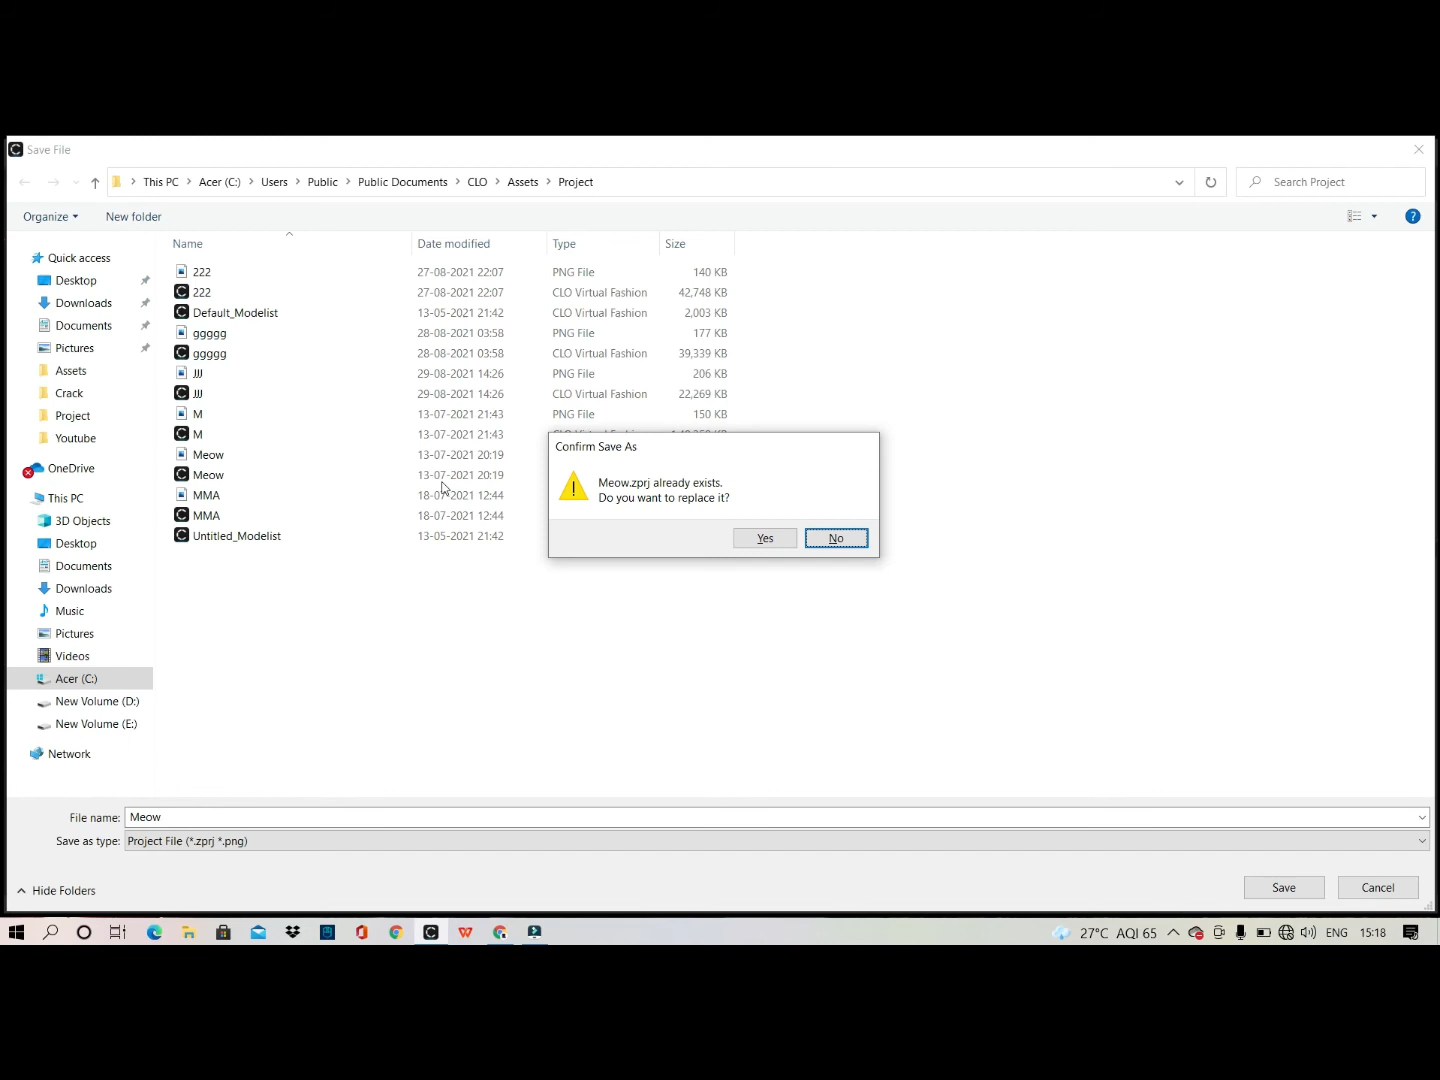 Save File
This PC > Acer (C:) > Users > Public > Public Documents > CLO > Assets > Project
Search Project
Organize
New folder
Name Date modified Type Size
Quick access
Desktop
Downloads
Documents
Pictures
Assets
Crack
Project
Youtube
OneDrive
This PC
3D Objects
Desktop
Documents
Downloads
Music
Pictures
Videos
Acer (C:)
New Volume (D:)
New Volume (E:)
Network
222 27-08-2021 22:07 PNG File 140 KB
222 27-08-2021 22:07 CLO Virtual Fashion 42,748 KB
Default_Modelist 13-05-2021 21:42 CLO Virtual Fashion 2,003 KB
ggggg 28-08-2021 03:58 PNG File 177 KB
ggggg 28-08-2021 03:58 CLO Virtual Fashion 39,339 KB
JJJ 29-08-2021 14:26 PNG File 206 KB
JJJ 29-08-2021 14:26 CLO Virtual Fashion 22,269 KB
M 13-07-2021 21:43 PNG File 150 KB
M 13-07-2021 21:43
Meow 13-07-2021 20:19
Meow 13-07-2021 20:19
MMA 18-07-2021 12:44
MMA 18-07-2021 12:44
Untitled_Modelist 13-05-2021 21:42
Confirm Save As
Meow.zprj already exists.
Do you want to replace it?
Yes No
File name: Meow
Save as type: Project File (*.zprj *.png)
Hide Folders
Save Cancel
27°C AQI 65 ENG 15:18